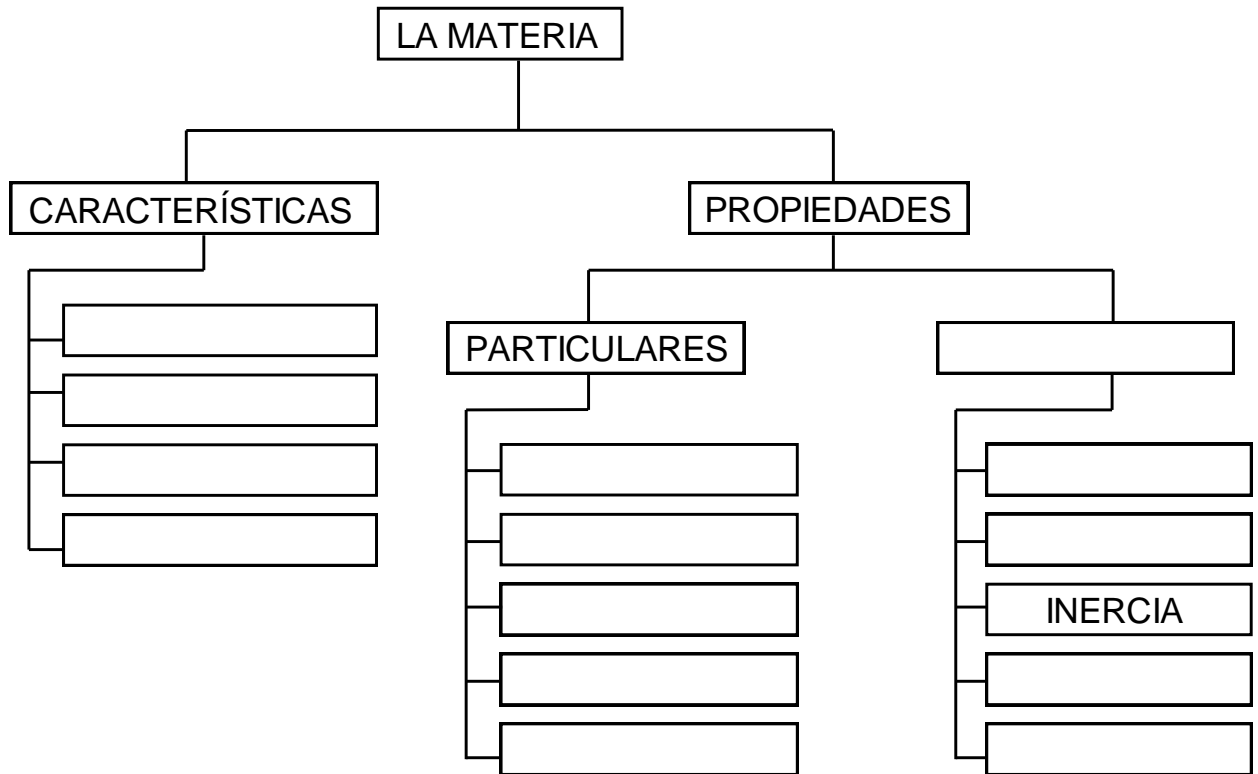 LA MATERIA
CARACTERÍSTICAS
PROPIEDADES
PARTICULARES
INERCIA